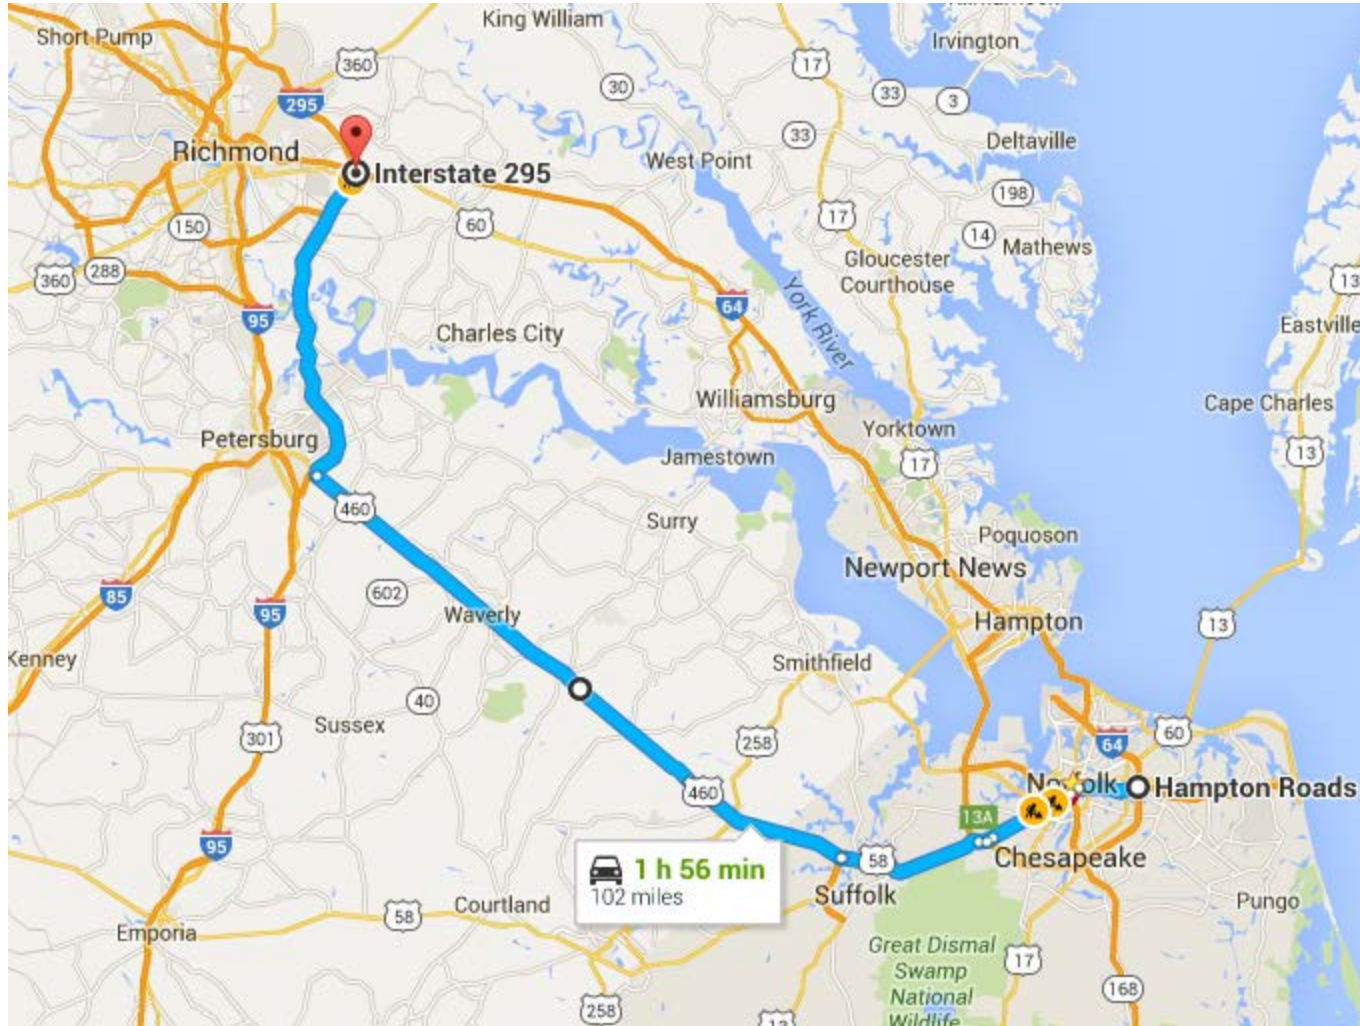 King William
Irvington
Short Pump
360
17
295
30
33
3
33
Deltaville
Richmond
West Point
Interstate 295
198
17
60
150
14
Mathews
Gloucester
Courthouse
360
288
13
64
York River
95
Charles City
Eastville
Williamsburg
Cape Charles
Petersburg
Yorktown
Jamestown
17
13
460
Surry
Poquoson
Newport News
85
602
95
Waverly
Hampton
13
Kenney
Smithfield
40
Sussex
301
258
64
60
Norfolk
Hampton Roads
460
13A
95
58
Chesapeake
1 h 56 min
102 miles
Suffolk
Courtland
58
Pungo
Emporia
Great Dismal
Swamp
National
Wildlife
17
168
258
13